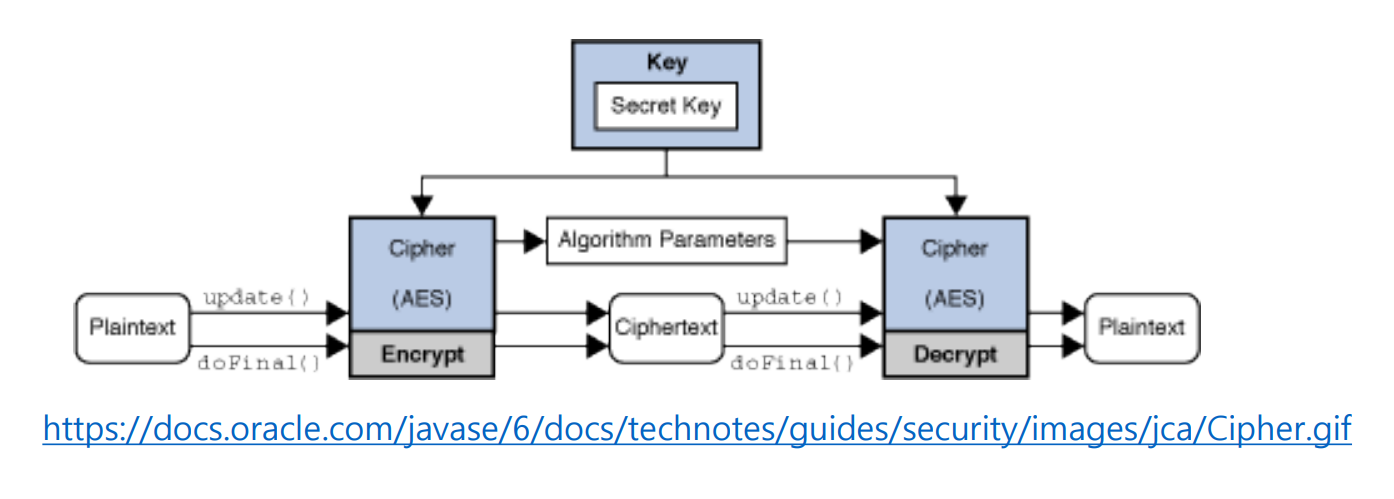 Key
Secret Key
Cipher
(AES)
Encrypt
Algorithm Parameters
Cipher
(AES)
Decrypt
Plaintext
update()
doFinal()
Ciphertext
update()
doFinal()
Plaintext
https://docs.oracle.com/javase/6/docs/technotes/guides/security/images/jca/Cipher.gif